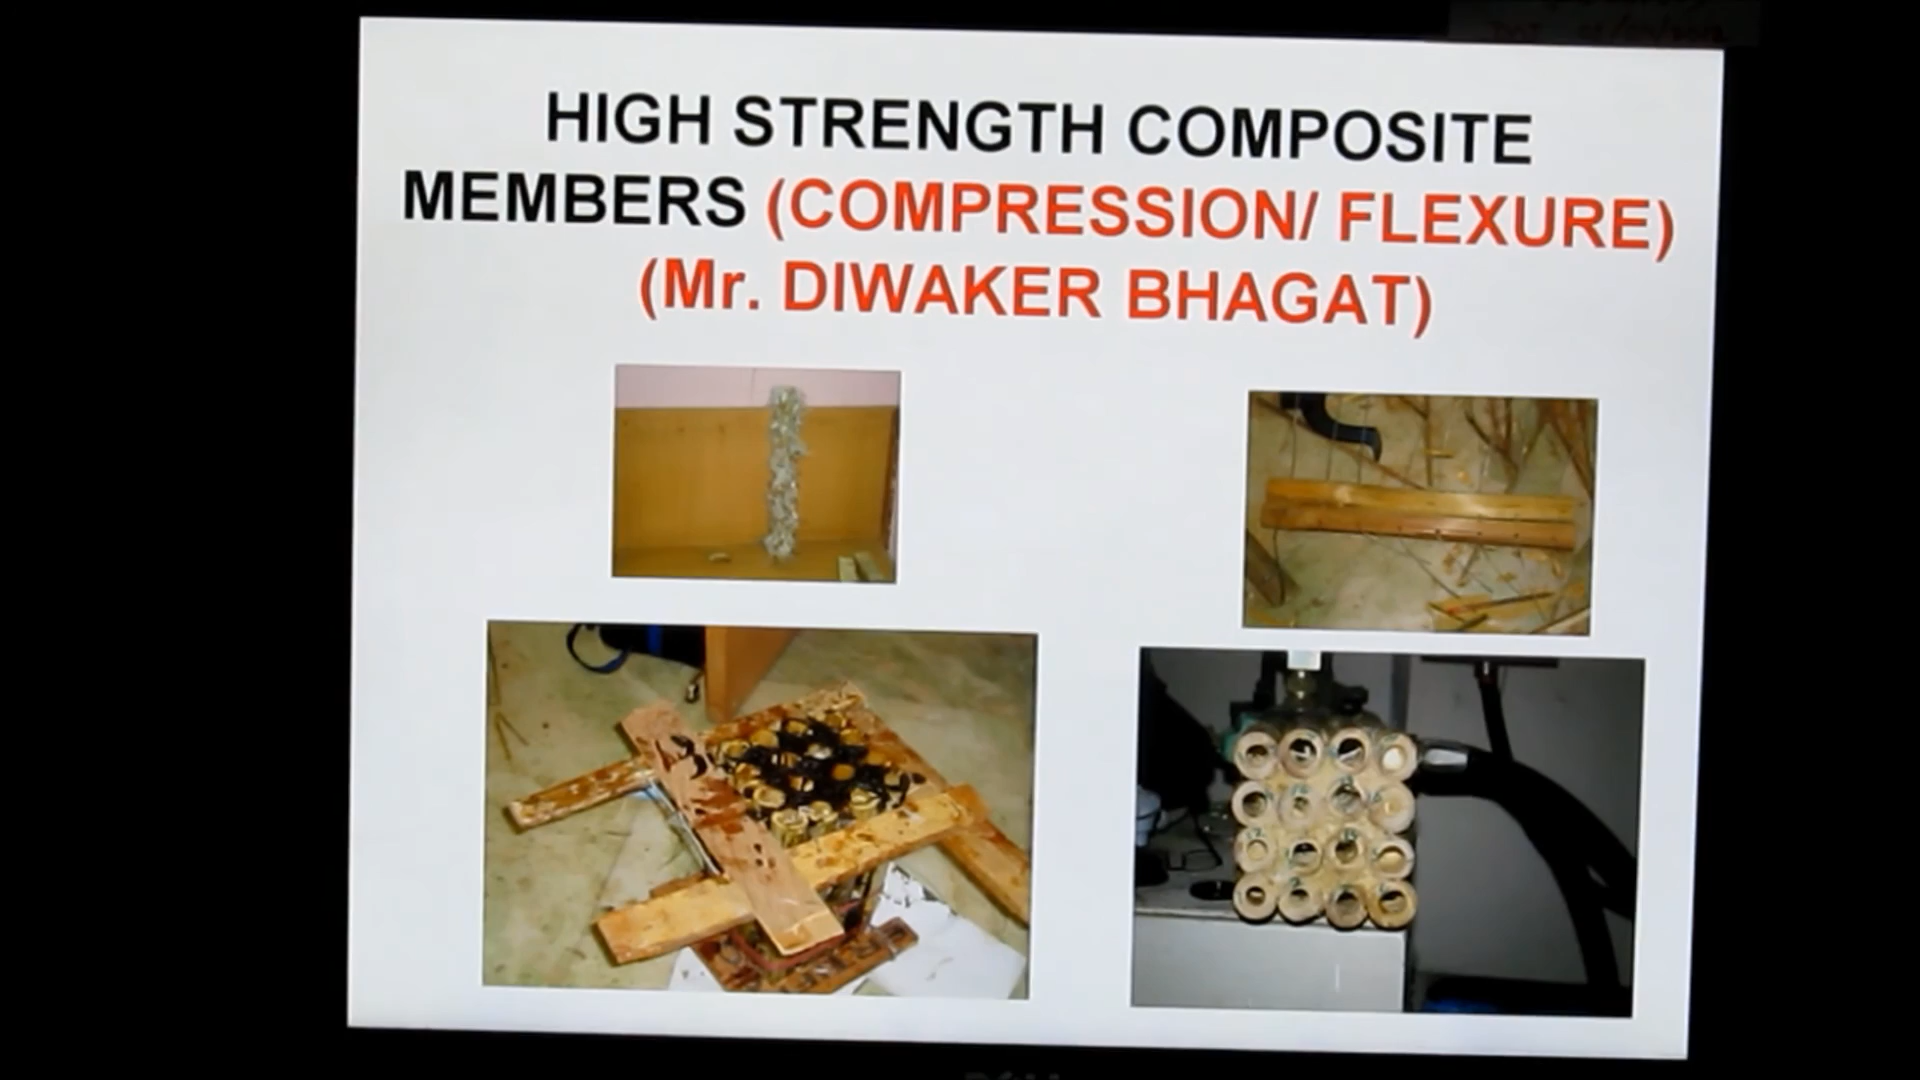 HIGH STRENGTH COMPOSITE
MEMBERS (COMPRESSION/ FLEXURE)
(Mr. DIWAKER BHAGAT)